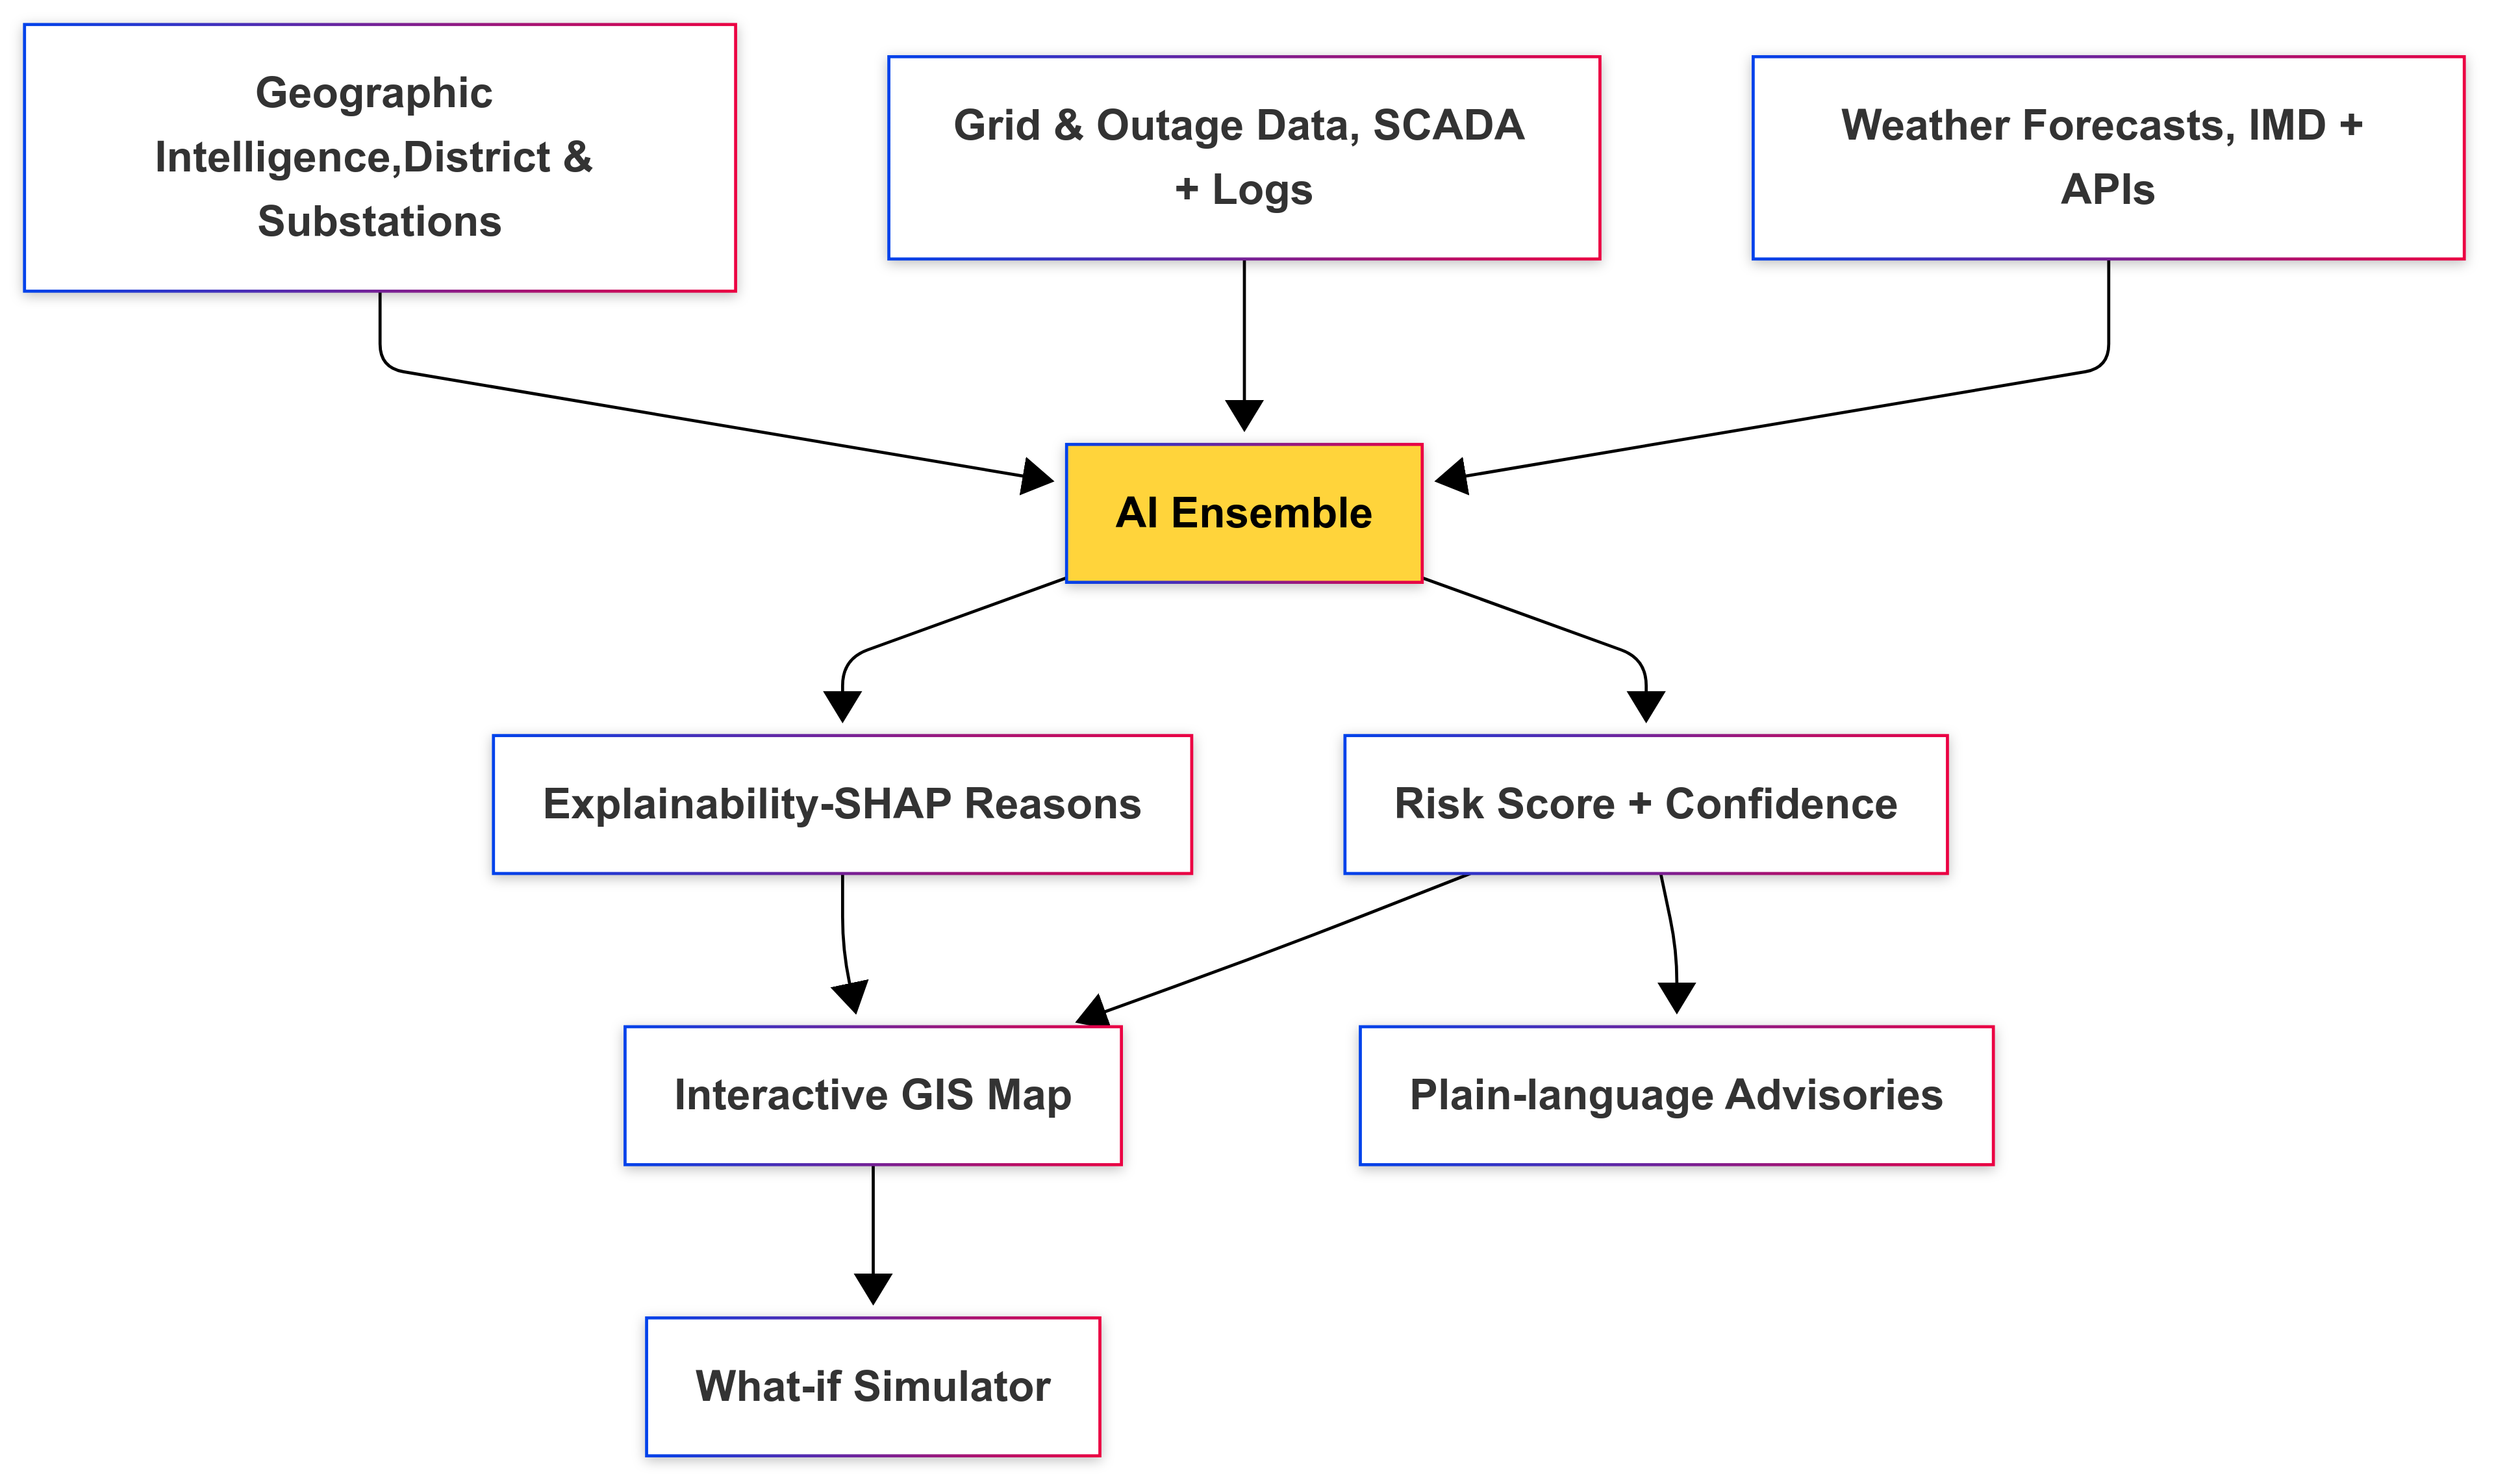 Geographic
Intelligence,District &
Substations
Grid & Outage Data, SCADA
+ Logs
Weather Forecasts, IMD +
APIs
AI Ensemble
Explainability-SHAP Reasons
Risk Score + Confidence
Interactive GIS Map
Plain-language Advisories
What-if Simulator